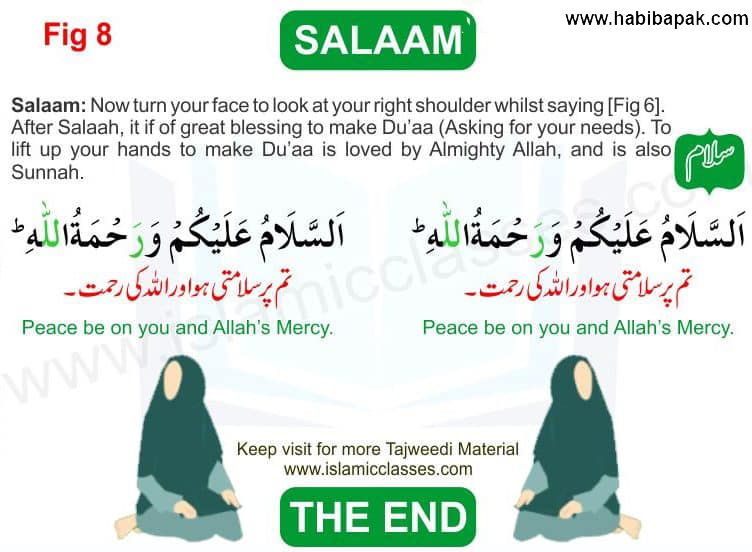 www.habibapak.com
Fig 8
SALAAM
Salaam: Now turn your face to look at your right shoulder whilst saying [Fig 6].
After Salaah, it if of great blessing to make Du’aa (Asking for your needs). To
lift up your hands to make Du’aa is loved by Almighty Allah, and is also
Sunnah.
سلام
اَلسَّلَامُ عَلَيْكُمْ وَرَحْمَةُ اللّٰهِ ؕ
اَلسَّلَامُ عَلَيْكُمْ وَرَحْمَةُ اللّٰهِ ؕ
تم پر سلامتی ہو اور اللہ کی رحمت۔
تم پر سلامتی ہو اور اللہ کی رحمت۔
Peace be on you and Allah’s Mercy.
Peace be on you and Allah’s Mercy.
www.islamicclasses.com
Keep visit for more Tajweedi Material
www.islamicclasses.com
THE END